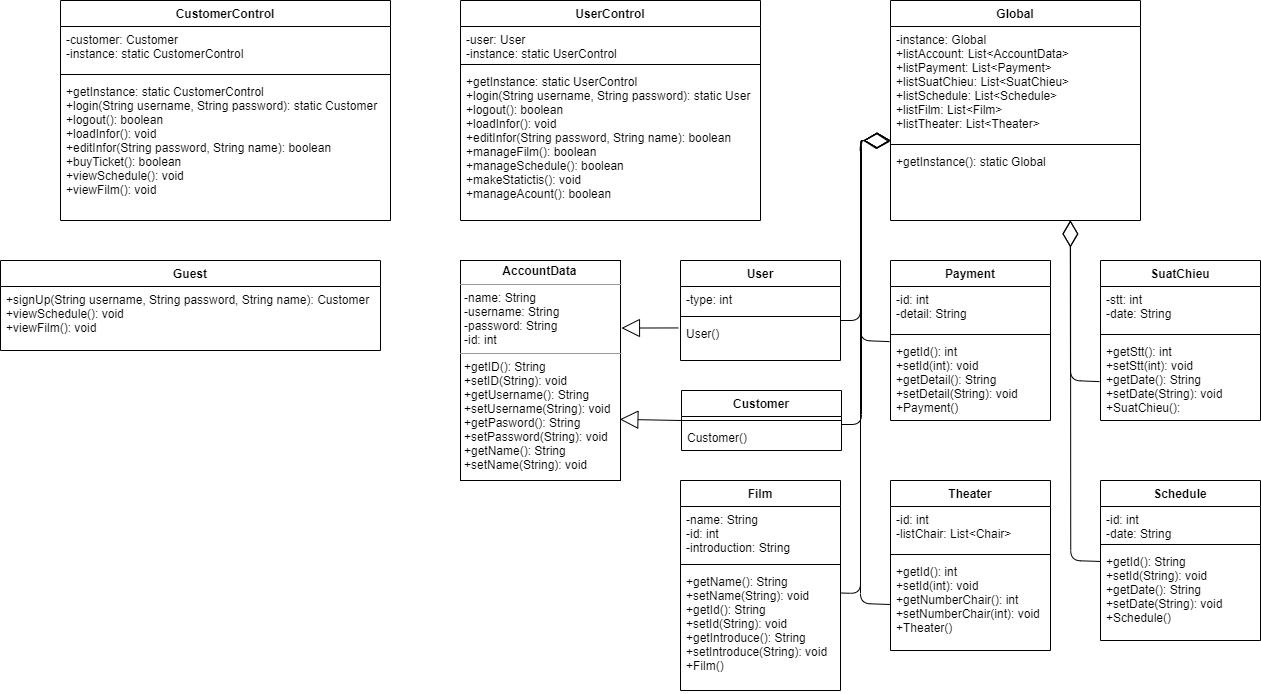 CustomerControl
-customer: Customer
-instance: static CustomerControl
+getInstance: static CustomerControl
+login(String username, String password): static Customer
+logout(): boolean
+loadInfor(): void
+editInfor(String password, String name): boolean
+buyTicket(): boolean
+viewSchedule(): void
+viewFilm(): void
UserControl
-user: User
-instance: static UserControl
+getInstance: static UserControl
+login(String username, String password): static User
+logout(): boolean
+loadInfor(): void
+editInfor(String password, String name): boolean
+manageFilm(): boolean
+manageSchedule(): boolean
+makeStatictis(): void
+manageAcount(): boolean
Global
-instance: Global
+listAccount: List<AccountData>
+listPayment: List<Payment>
+listSuatChieu: List<SuatChieu>
+listSchedule: List<Schedule>
+listFilm: List<Film>
+listTheater: List<Theater>
+getInstance(): static Global
Guest
+signUp(String username, String password, String name): Customer
+viewSchedule(): void
+viewFilm(): void
AccountData
-name: String
-username: String
-password: String
-id: int
+getID(): String
+setID(String): void
+getUsername(): String
+setUsername(String): void
+getPasword(): String
+setPassword(String): void
+getName(): String
+setName(String): void
User
-type: int
User()
Payment
-id: int
-detail: String
+getId(): int
+setId(int): void
+getDetail(): String
+setDetail(String): void
+Payment()
SuatChieu
-stt: int
-date: String
+getStt(): int
+setStt(int): void
+getDate(): String
+setDate(String): void
+SuatChieu():
Customer
Customer()
Film
-name: String
-id: int
-introduction: String
+getName(): String
+setName(String): void
+getId(): String
+setId(String): void
+getIntroduce(): String
+setIntroduce(String): void
+Film()
Theater
-id: int
-listChair: List<Chair>
+getId(): int
+setId(int): void
+getNumberChair(): int
+setNumberChair(int): void
+Theater()
Schedule
-id: int
-date: String
+getId(): String
+setId(String): void
+getDate(): String
+setDate(String): void
+Schedule()